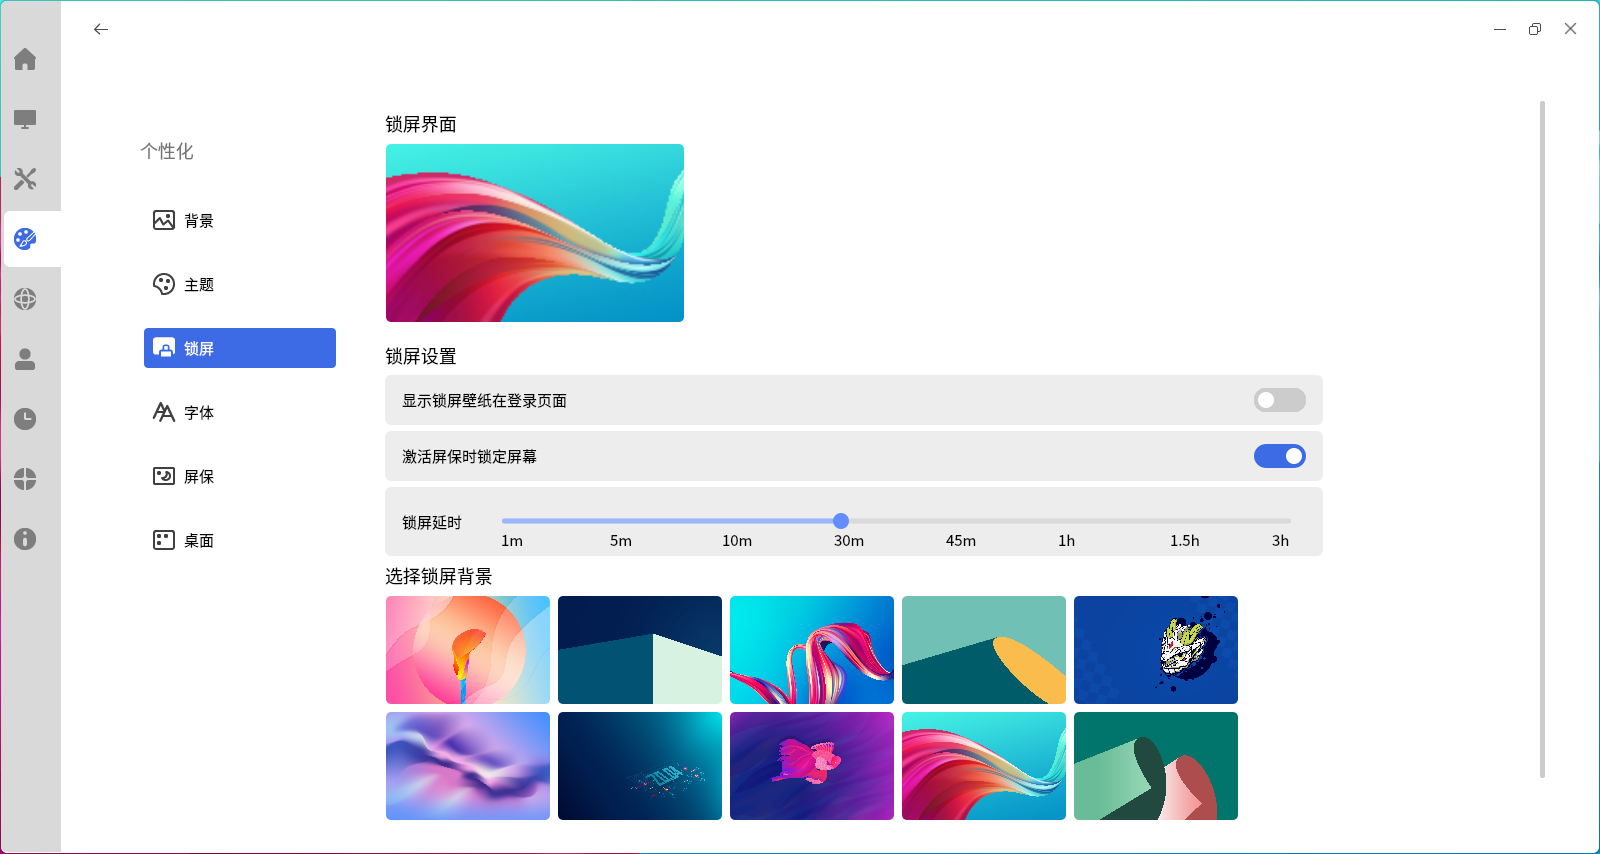 个性化
背景
主题
锁屏
字体
屏保
桌面
锁屏界面
锁屏设置
显示锁屏壁纸在登录页面
激活屏保时锁定屏幕
锁屏延时
1m 5m 10m 30m 45m 1h 1.5h 3h
选择锁屏背景
20.04